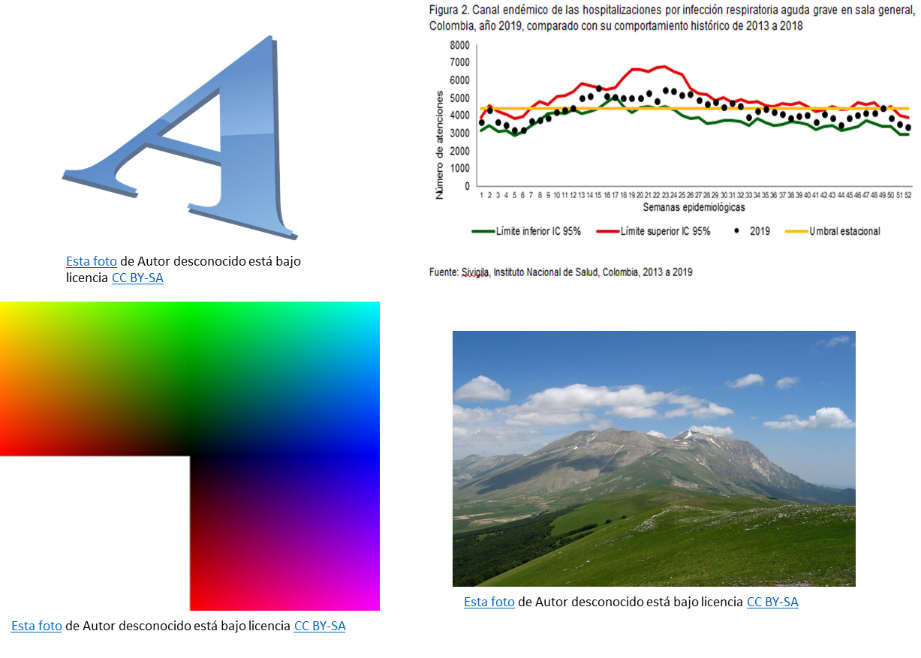 A
Esta foto de Autor desconocido está bajo
licencia CC BY-SA
Figura 2. Canal endémico de las hospitalizaciones por infección respiratoria aguda grave en sala general,
Colombia, año 2019, comparado con su comportamiento histórico de 2013 a 2018
Número de atenciones
8000
7000
6000
5000
4000
3000
2000
1000
0
1 2 3 4 5 6 7 8 9 10 11 12 13 14 15 16 17 18 19 20 21 22 23 24 25 26 27 28 29 30 31 32 33 34 35 36 37 38 39 40 41 42 43 44 45 46 47 48 49 50 51 52
Semanas epidemiológicas
Límite inferior IC 95% Límite superior IC 95% 2019 Umbral estacional
Fuente: Sivigila, Instituto Nacional de Salud, Colombia, 2013 a 2019
Esta foto de Autor desconocido está bajo licencia CC BY-SA
Esta foto de Autor desconocido está bajo licencia CC BY-SA